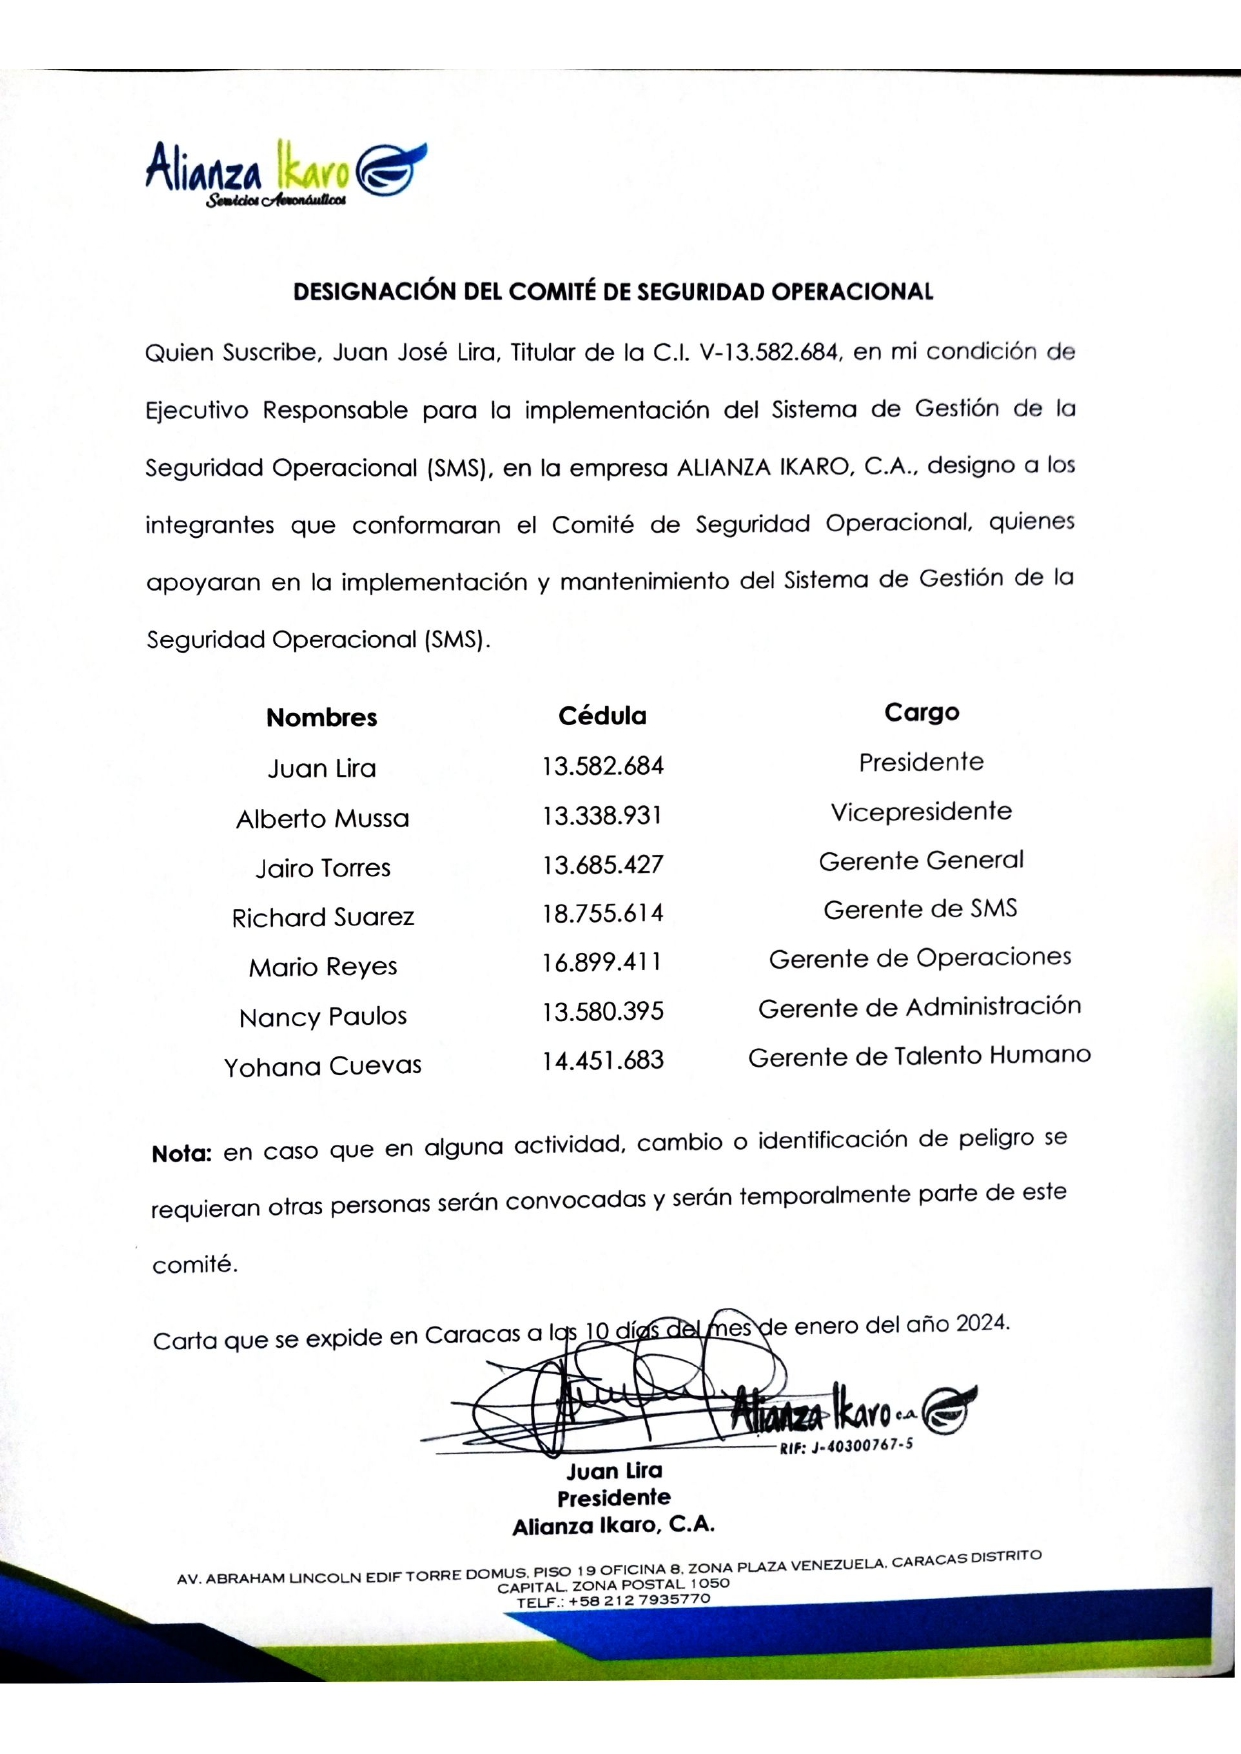 Alianza Ikaro
Servicios Aeronáuticos
DESIGNACIÓN DEL COMITÉ DE SEGURIDAD OPERACIONAL
Quien Suscribe, Juan José Lira, Titular de la C.I. V-13.582.684, en mi condición de
Ejecutivo Responsable para la implementación del Sistema de Gestión de la
Seguridad Operacional (SMS), en la empresa ALIANZA IKARO, C.A., designo a los
integrantes que conformaran el Comité de Seguridad Operacional, quienes
apoyaran en la implementación y mantenimiento del Sistema de Gestión de la
Seguridad Operacional (SMS).
Nombres Cédula Cargo
Juan Lira 13.582.684 Presidente
Alberto Mussa 13.338.931 Vicepresidente
Jairo Torres 13.685.427 Gerente General
Richard Suarez 18.755.614 Gerente de SMS
Mario Reyes 16.899.411 Gerente de Operaciones
Nancy Paulos 13.580.395 Gerente de Administración
Yohana Cuevas 14.451.683 Gerente de Talento Humano
Nota: en caso que en alguna actividad, cambio o identificación de peligro se
requieran otras personas serán convocadas y serán temporalmente parte de este
comité.
Carta que se expide en Caracas a los 10 días del mes de enero del año 2024.
Alianza Ikaro c.a
RIF: J-40300767-5
Juan Lira
Presidente
Alianza Ikaro, C.A.
AV. ABRAHAM LINCOLN EDIF TORRE DOMUS, PISO 19 OFICINA 8, ZONA PLAZA VENEZUELA, CARACAS DISTRITO
CAPITAL, ZONA POSTAL 1050
TELF.: +58 212 7935770